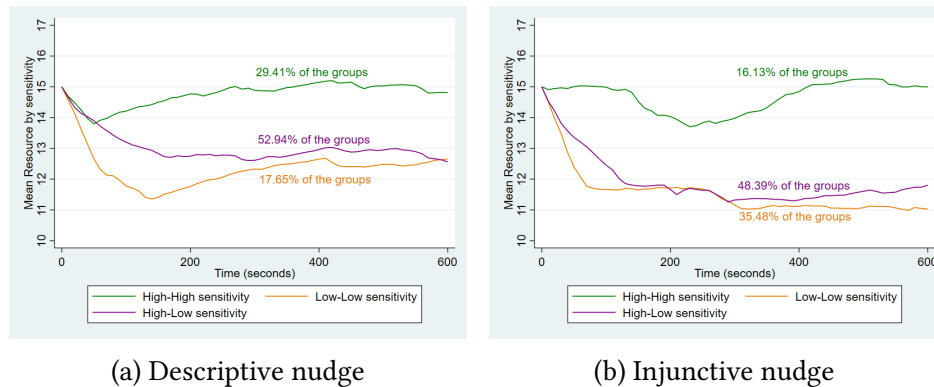 Mean Resource by sensitivity
17
16
15
14
13
12
11
10
29.41% of the groups
52.94% of the groups
17.65% of the groups
0
200
400
600
Time (seconds)
High-High sensitivity
Low-Low sensitivity
High-Low sensitivity
(a) Descriptive nudge
Mean Resource by sensitivity
17
16
15
14
13
12
11
10
16.13% of the groups
48.39% of the groups
35.48% of the groups
0
200
400
600
Time (seconds)
High-High sensitivity
Low-Low sensitivity
High-Low sensitivity
(b) Injunctive nudge